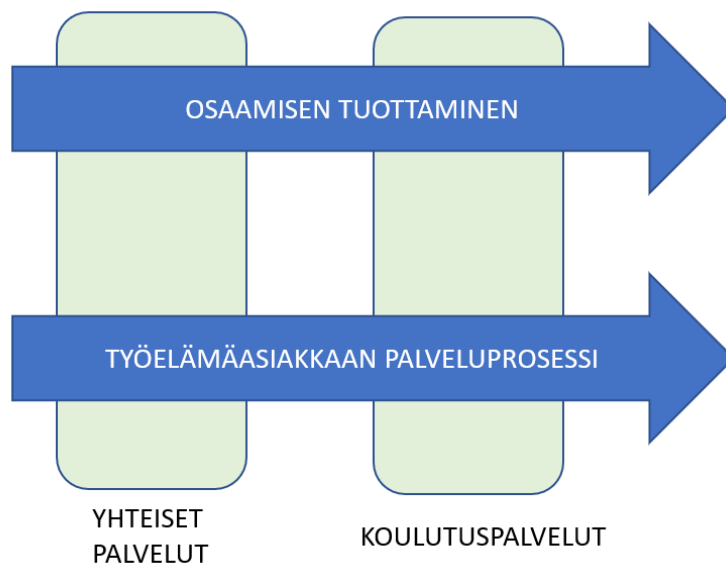 OSAAMISEN TUOTTAMINEN
TYÖELÄMÄASIAKKAAN PALVELUPROSESSI
YHTEISET
PALVELUT
KOULUTUSPALVELUT